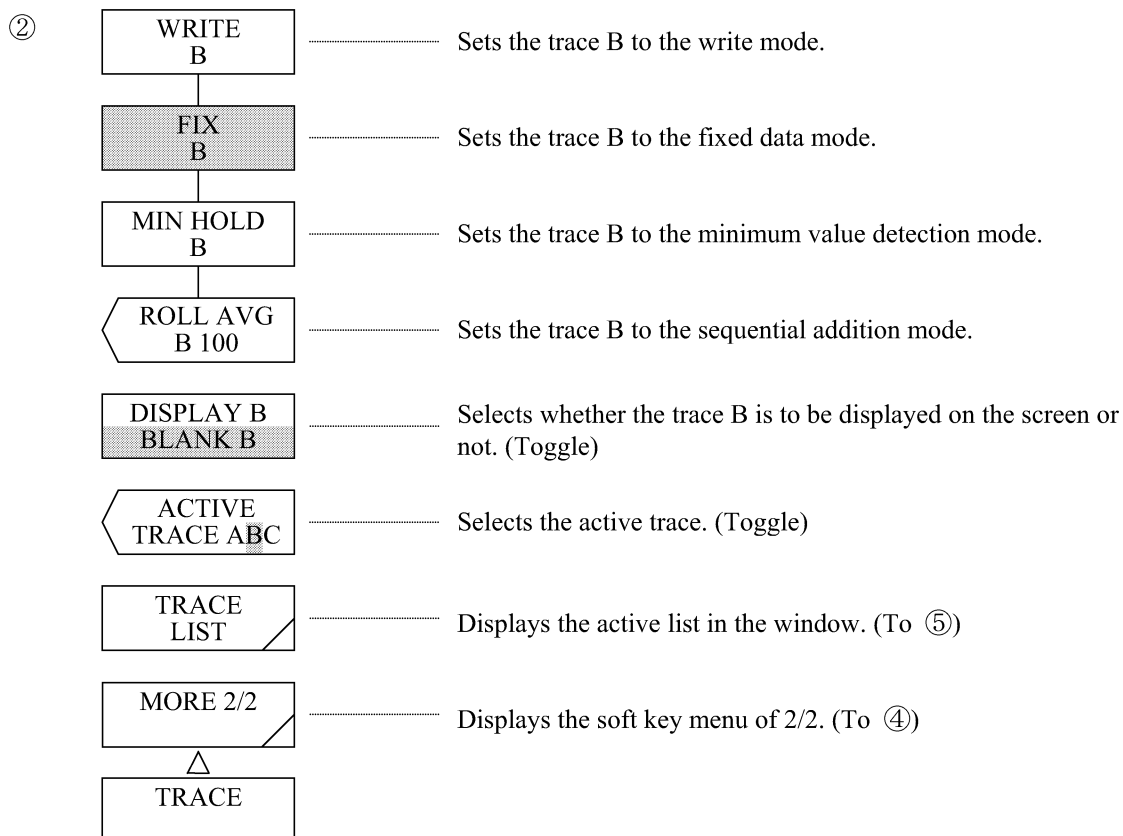 ②
WRITE
B
Sets the trace B to the write mode.
FIX
B
Sets the trace B to the fixed data mode.
MIN HOLD
B
Sets the trace B to the minimum value detection mode.
ROLL AVG
B 100
Sets the trace B to the sequential addition mode.
DISPLAY B
BLANK B
Selects whether the trace B is to be displayed on the screen or
not. (Toggle)
ACTIVE
TRACE ABC
Selects the active trace. (Toggle)
TRACE
LIST
Displays the active list in the window. (To ⑤)
MORE 2/2
Displays the soft key menu of 2/2. (To ④)
TRACE